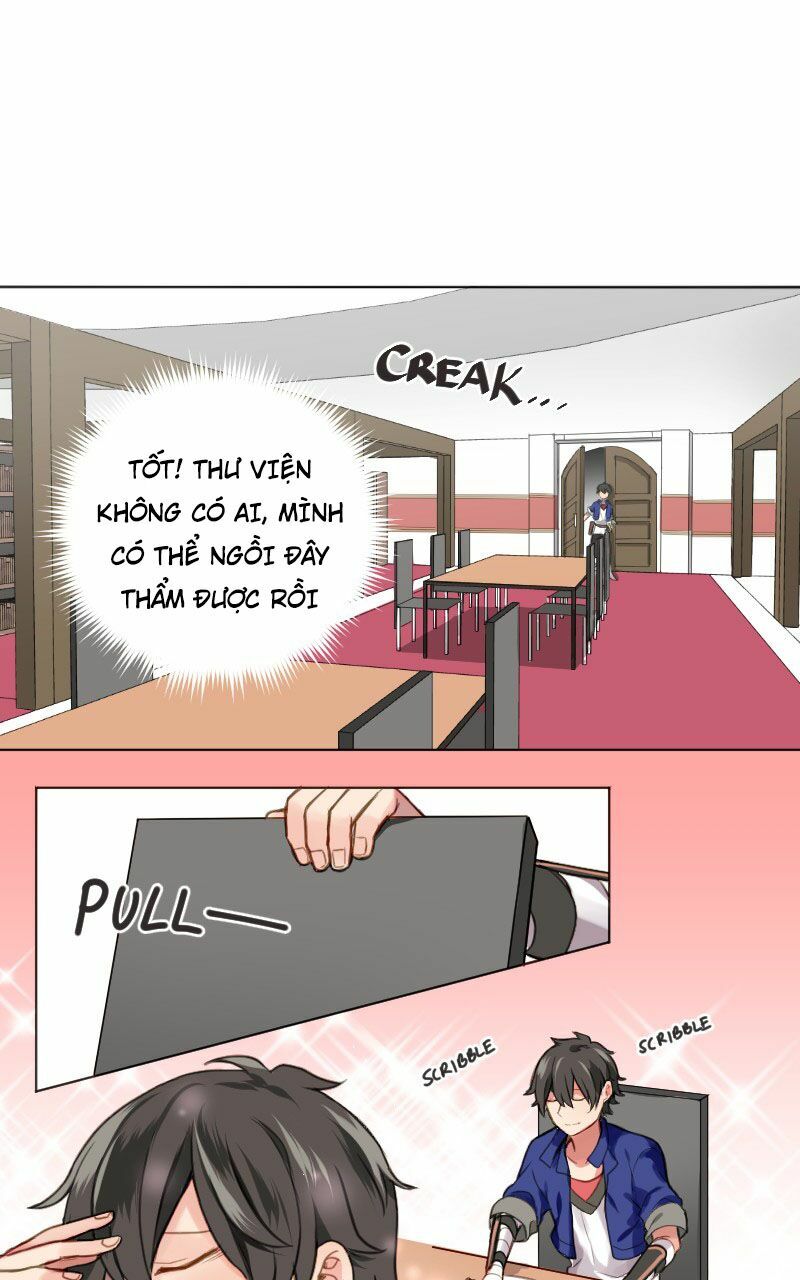 CREAK...
TỐT! THƯ VIỆN
KHÔNG CÓ AI, MÌNH
CÓ THỂ NGỒI ĐÂY
THẨM ĐƯỢC RỒI
PULL—
SCRIBBLE
SCRIBBLE